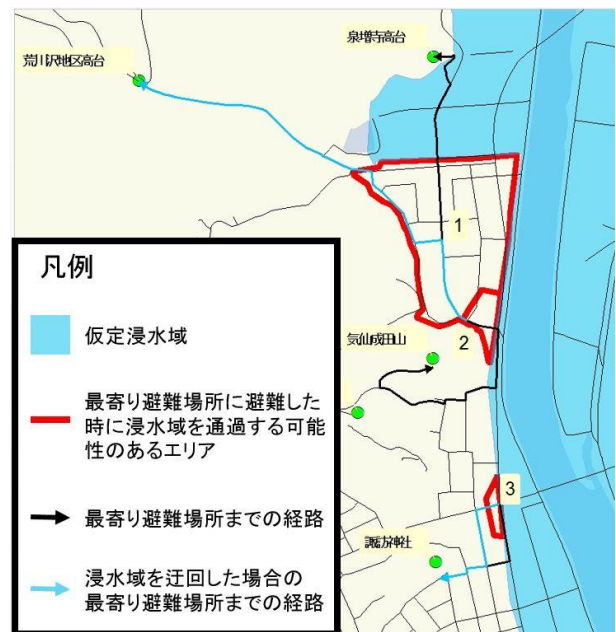 泉増寺高台
荒川沢地区高台
1
2
気仙成田山
3
諏訪神社
凡例
仮定浸水域
最寄り避難場所に避難した
時に浸水域を通過する可能
性のあるエリア
最寄り避難場所までの経路
浸水域を迂回した場合の
最寄り避難場所までの経路